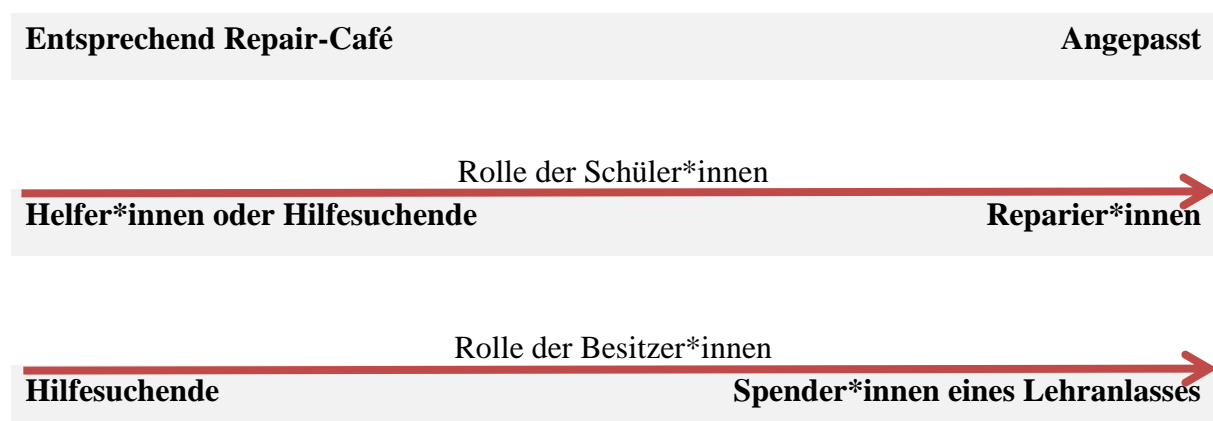 Entsprechend Repair-Café Angepasst
Rolle der Schüler*innen
Helfer*innen oder Hilfesuchende Reparier*innen
Rolle der Besitzer*innen
Hilfesuchende Spender*innen eines Lehranlasses